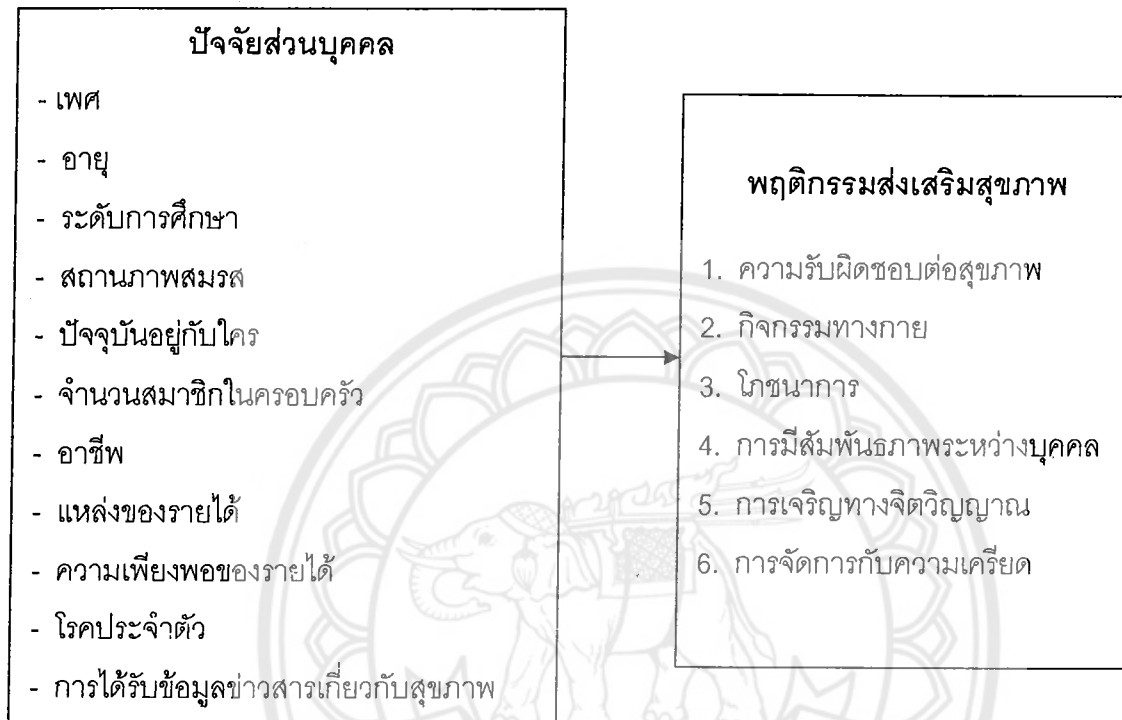 ปัจจัยส่วนบุคคล
- เพศ
- อายุ
- ระดับการศึกษา
- สถานภาพสมรส
- ปัจจุบันอยู่กับใคร
- จำนวนสมาชิกในครอบครัว
- อาชีพ
- แหล่งของรายได้
- ความเพียงพอของรายได้
- โรคประจำตัว
- การได้รับข้อมูลข่าวสารเกี่ยวกับสุขภาพ
พฤติกรรมส่งเสริมสุขภาพ
1. ความรับผิดชอบต่อสุขภาพ
2. กิจกรรมทางกาย
3. โภชนาการ
4. การมีสัมพันธภาพระหว่างบุคคล
5. การเจริญทางจิตวิญญาณ
6. การจัดการกับความเครียด